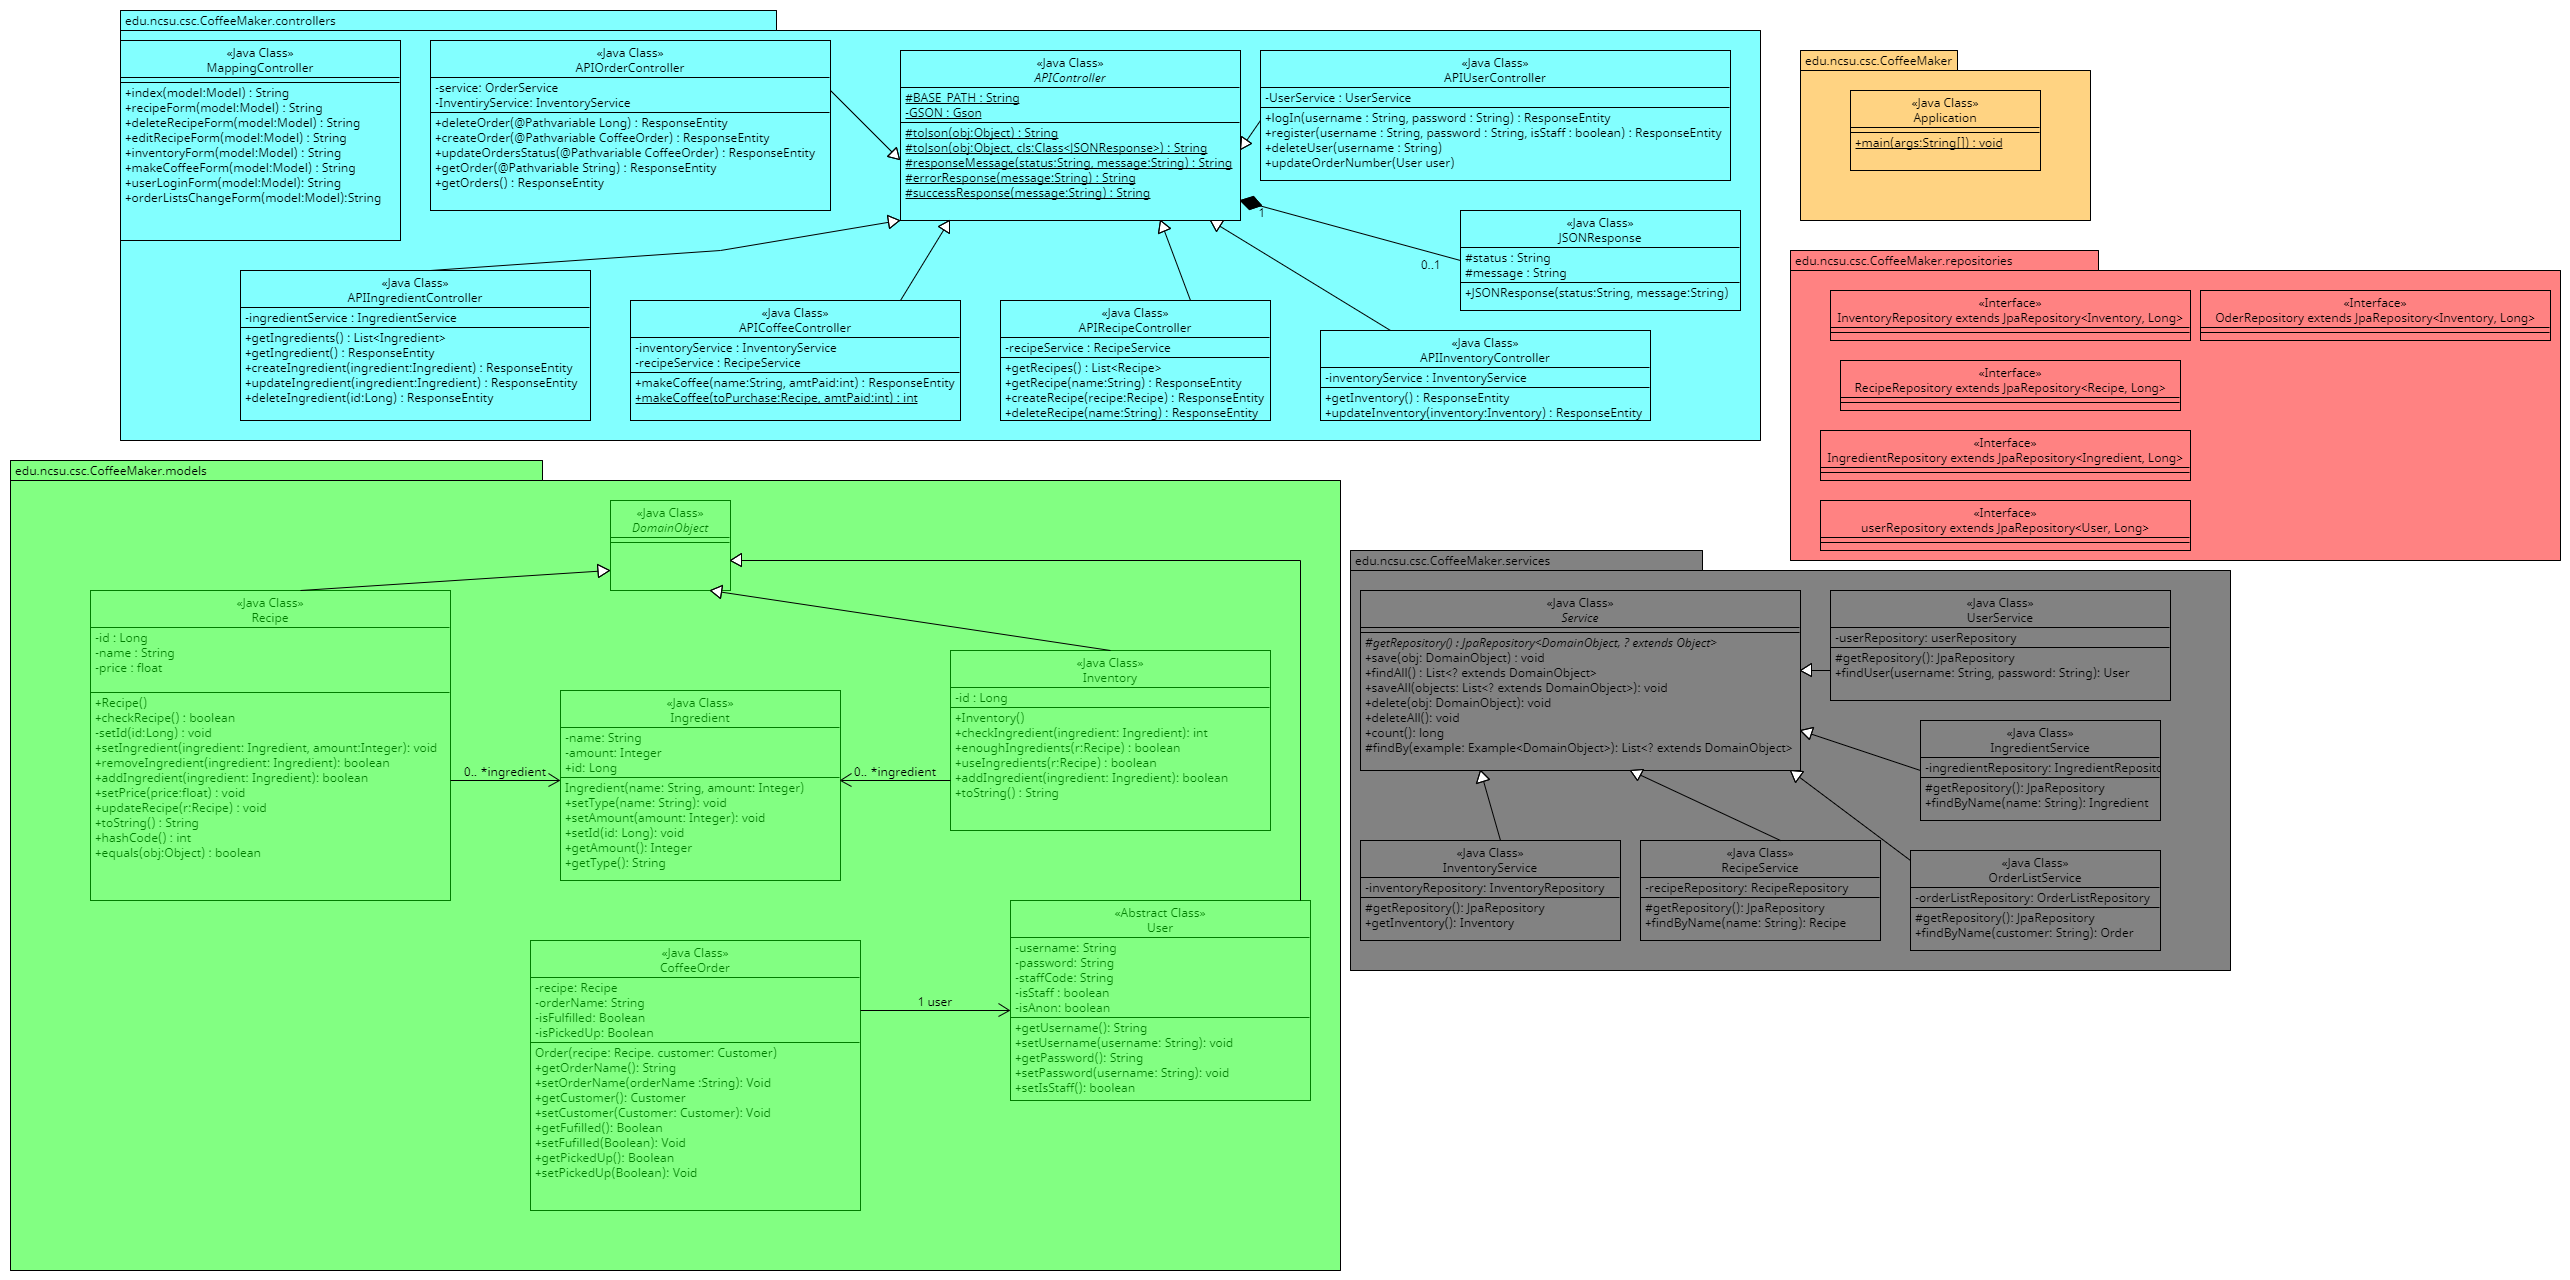 edu.ncsu.csc.CoffeeMaker.controllers
«Java Class»
MappingController
+index(model:Model) : String
+recipeForm(model:Model) : String
+deleteRecipeForm(model:Model) : String
+editRecipeForm(model:Model) : String
+inventoryForm(model:Model) : String
+makeCoffeeForm(model:Model) : String
+userLoginForm(model:Model): String
+orderListsChangeForm(model:Model):String
«Java Class»
APIOrderController
-service: OrderService
-InventiryService: InventoryService
+deleteOrder(@Pathvariable Long) : ResponseEntity
+createOrder(@Pathvariable CoffeeOrder) : ResponseEntity
+updateOrdersStatus(@Pathvariable CoffeeOrder) : ResponseEntity
+getOrder(@Pathvariable String) : ResponseEntity
+getOrders() : ResponseEntity
«Java Class»
APIController
#BASE_PATH : String
-GSON : Gson
#toJson(obj:Object) : String
#toJson(obj:Object, cls:Class<JSONResponse>) : String
#responseMessage(status:String, message:String) : String
#errorResponse(message:String) : String
#successResponse(message:String) : String
«Java Class»
APIUserController
-UserService : UserService
+logIn(username : String, password : String) : ResponseEntity
+register(username : String, password : String, isStaff : boolean) : ResponseEntity
+deleteUser(username : String)
+updateOrderNumber(User user)
1
0..1
«Java Class»
JSONResponse
#status : String
#message : String
+JSONResponse(status:String, message:String)
«Java Class»
APIIngredientController
-ingredientService : IngredientService
+getIngredients() : List<Ingredient>
+getIngredient() : ResponseEntity
+createIngredient(ingredient:Ingredient) : ResponseEntity
+updateIngredient(ingredient:Ingredient) : ResponseEntity
+deleteIngredient(id:Long) : ResponseEntity
«Java Class»
APICoffeeController
-inventoryService : InventoryService
-recipeService : RecipeService
+makeCoffee(name:String, amtPaid:int) : ResponseEntity
+makeCoffee(toPurchase:Recipe, amtPaid:int) : int
«Java Class»
APIRecipeController
-recipeService : RecipeService
+getRecipes() : List<Recipe>
+getRecipe(name:String) : ResponseEntity
+createRecipe(recipe:Recipe) : ResponseEntity
+deleteRecipe(name:String) : ResponseEntity
«Java Class»
APIInventoryController
-inventoryService : InventoryService
+getInventory() : ResponseEntity
+updateInventory(inventory:Inventory) : ResponseEntity
edu.ncsu.csc.CoffeeMaker
«Java Class»
Application
+main(args:String[]) : void
edu.ncsu.csc.CoffeeMaker.repositories
«Interface»
InventoryRepository extends JpaRepository<Inventory, Long>
«Interface»
OderRepository extends JpaRepository<Inventory, Long>
«Interface»
RecipeRepository extends JpaRepository<Recipe, Long>
«Interface»
IngredientRepository extends JpaRepository<Ingredient, Long>
«Interface»
userRepository extends JpaRepository<User, Long>
edu.ncsu.csc.CoffeeMaker.models
«Java Class»
DomainObject
«Java Class»
Recipe
-id : Long
-name : String
-price : float
+Recipe()
+checkRecipe() : boolean
-setId(id:Long) : void
+setIngredient(ingredient: Ingredient, amount:Integer): void
+removeIngredient(ingredient: Ingredient): boolean
+addIngredient(ingredient: Ingredient): boolean
+setPrice(price:float) : void
+updateRecipe(r:Recipe) : void
+toString() : String
+hashCode() : int
+equals(obj:Object) : boolean
0.. *ingredient
«Java Class»
Ingredient
-name: String
-amount: Integer
+id: Long
Ingredient(name: String, amount: Integer)
+setType(name: String): void
+setAmount(amount: Integer): void
+setId(id: Long): void
+getAmount(): Integer
+getType(): String
0.. *ingredient
«Java Class»
Inventory
-id : Long
+Inventory()
+checkIngredient(ingredient: Ingredient): int
+enoughIngredients(r:Recipe) : boolean
+useIngredients(r:Recipe) : boolean
+addIngredient(ingredient: Ingredient): boolean
+toString() : String
«Java Class»
CoffeeOrder
-recipe: Recipe
-orderName: String
-isFulfilled: Boolean
-isPickedUp: Boolean
Order(recipe: Recipe. customer: Customer)
+getOrderName(): String
+setOrderName(orderName :String): Void
+getCustomer(): Customer
+setCustomer(Customer: Customer): Void
+getFufilled(): Boolean
+setFufilled(Boolean): Void
+getPickedUp(): Boolean
+setPickedUp(Boolean): Void
1 user
«Abstract Class»
User
-username: String
-password: String
-staffCode: String
-isStaff : boolean
-isAnon: boolean
+getUsername(): String
+setUsername(username: String): void
+getPassword(): String
+setPassword(username: String): void
+setIsStaff(): boolean
edu.ncsu.csc.CoffeeMaker.services
«Java Class»
Service
#getRepository() : JpaRepository<DomainObject, ? extends Object>
+save(obj: DomainObject) : void
+findAll() : List<? extends DomainObject>
+saveAll(objects: List<? extends DomainObject>): void
+delete(obj: DomainObject): void
+deleteAll(): void
+count(): long
#findBy(example: Example<DomainObject>): List<? extends DomainObject>
«Java Class»
UserService
-userRepository: userRepository
#getRepository(): JpaRepository
+findUser(username: String, password: String): User
«Java Class»
IngredientService
-ingredientRepository: IngredientReposito
#getRepository(): JpaRepository
+findByName(name: String): Ingredient
«Java Class»
InventoryService
-inventoryRepository: InventoryRepository
#getRepository(): JpaRepository
+getInventory(): Inventory
«Java Class»
RecipeService
-recipeRepository: RecipeRepository
#getRepository(): JpaRepository
+findByName(name: String): Recipe
«Java Class»
OrderListService
-orderListRepository: OrderListRepository
#getRepository(): JpaRepository
+findByName(customer: String): Order